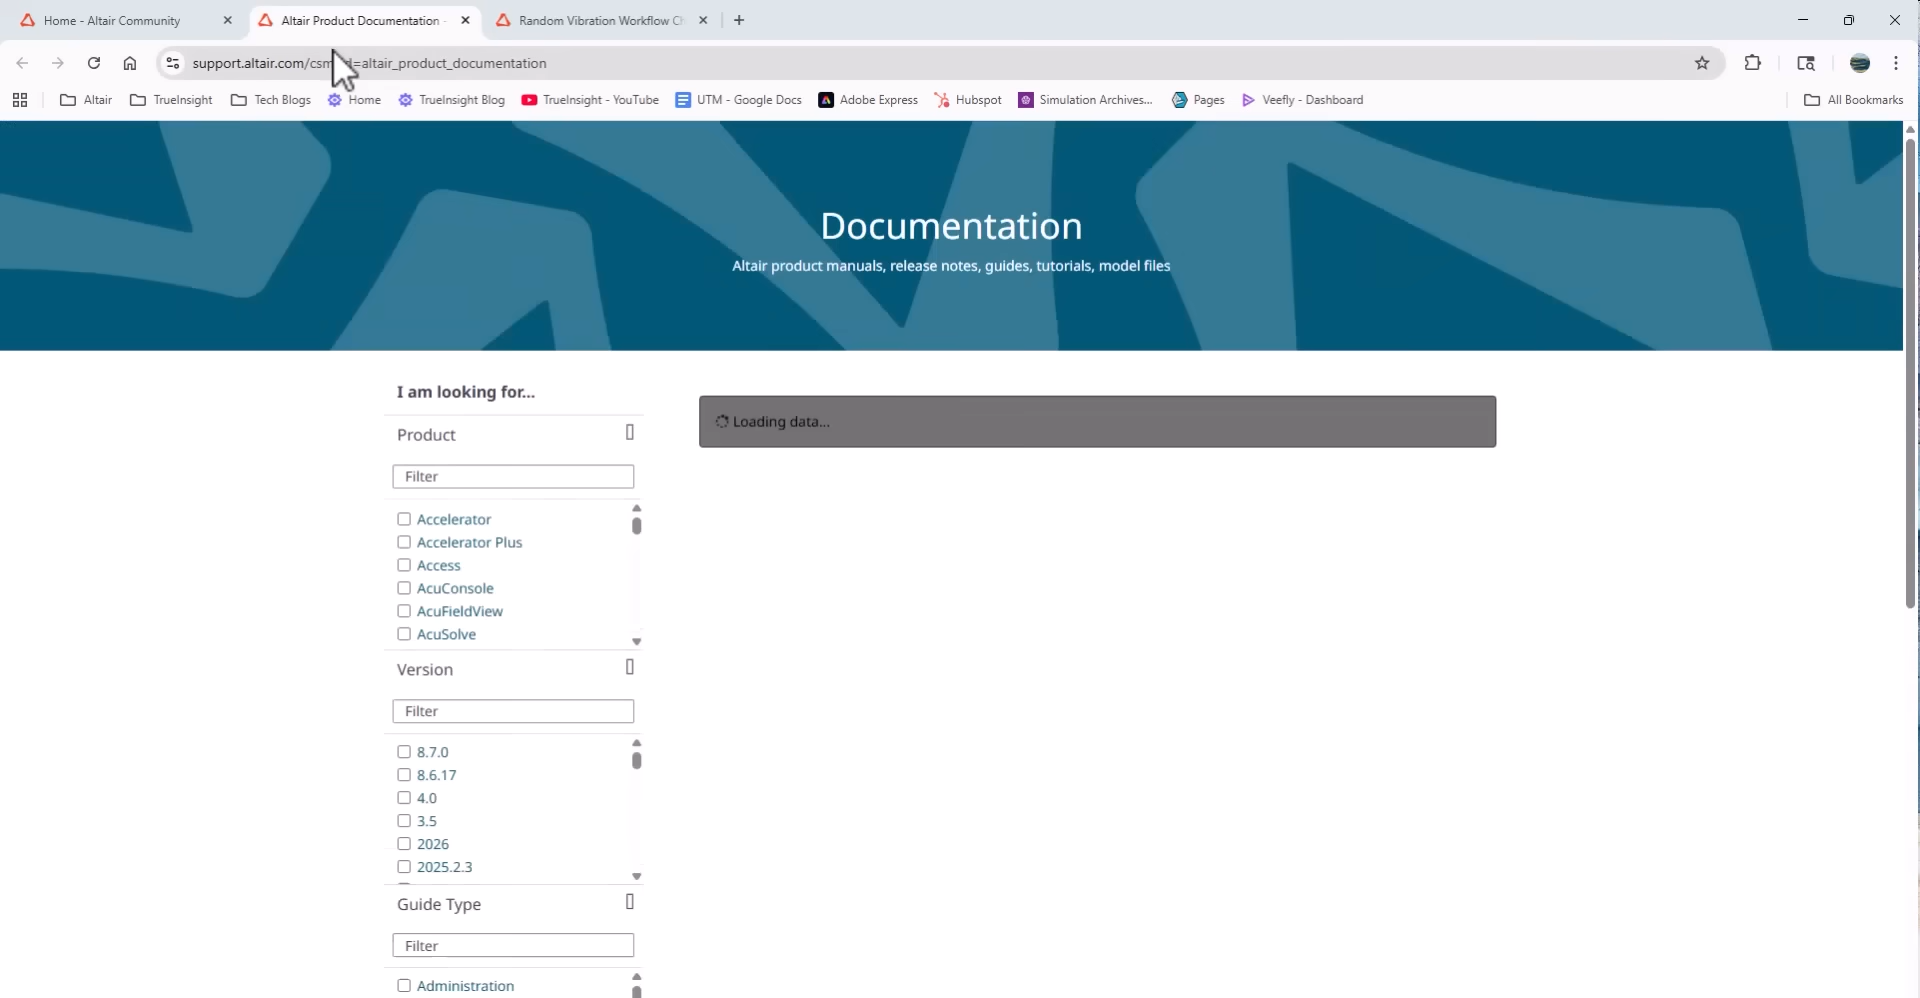 Home - Altair Community
Altair Product Documentation -
Random Vibration Workflow C
support.altair.com/csm =altair_product_documentation
Altair
TrueInsight
Tech Blogs
Home
TrueInsight Blog
TrueInsight - YouTube
UTM - Google Docs
Adobe Express
Hubspot
Simulation Archives...
Pages
Veefly - Dashboard
All Bookmarks
Documentation
Altair product manuals, release notes, guides, tutorials, model files
I am looking for...
Product
Filter
Accelerator
Accelerator Plus
Access
AcuConsole
AcuFieldView
AcuSolve
Version
Filter
8.7.0
8.6.17
4.0
3.5
2026
2025.2.3
Guide Type
Filter
Administration
Loading data...